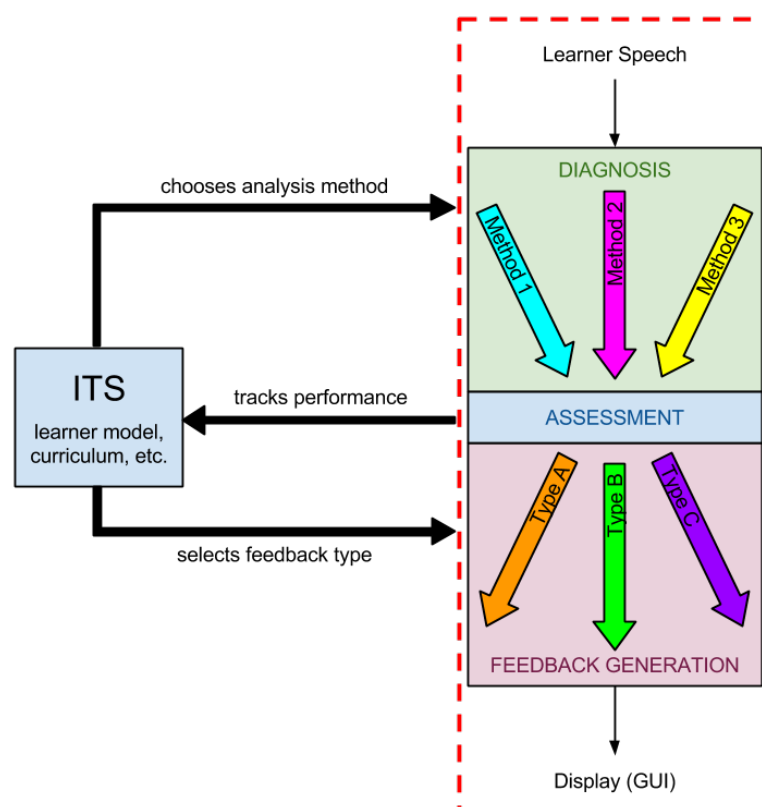 Learner Speech
DIAGNOSIS
chooses analysis method
Method 1
Method 2
Method 3
ITS
learner model,
curriculum, etc.
tracks performance
ASSESSMENT
Type A
Type B
Type C
selects feedback type
FEEDBACK GENERATION
Display (GUI)